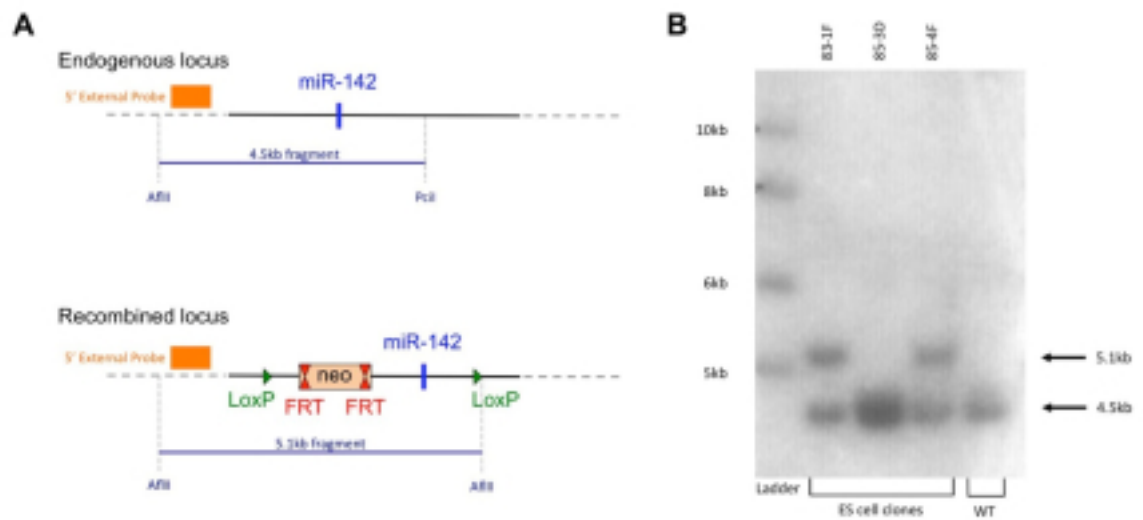 A
Endogenous locus
5' External Probe
miR-142
4.5kb fragment
AflII
PciI
Recombined locus
5' External Probe
miR-142
neo
LoxP
FRT
FRT
LoxP
5.1kb fragment
AflII
AflII
B
83-1F
85-3D
85-4F
10kb
8kb
6kb
5kb
5.1kb
4.5kb
Ladder
ES cell clones
WT